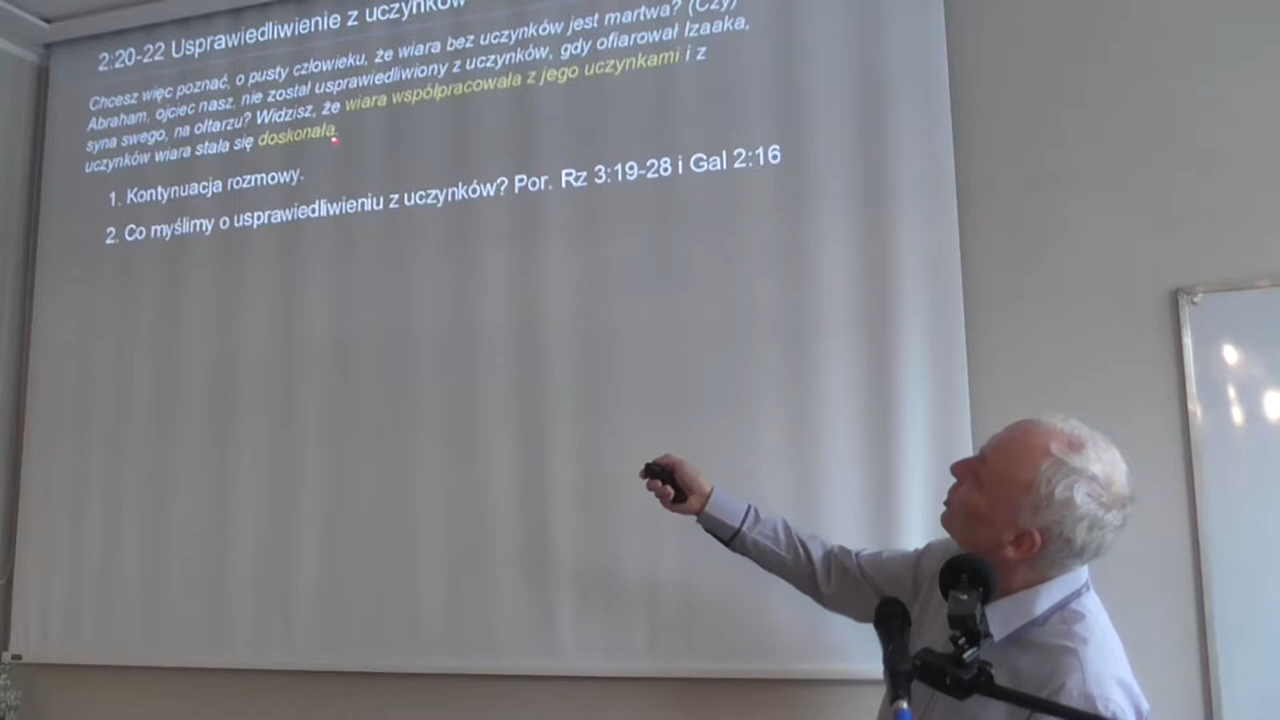 2:20-22 Usprawiedliwienie z uczynków
Chcesz więc poznać, o pusty człowieku, że wiara bez uczynków jest martwa? (Czy)
Abraham, ojciec nasz, nie został usprawiedliwiony z uczynków, gdy ofiarował Izaaka,
syna swego, na ołtarzu? Widzisz, że wiara współpracowała z jego uczynkami i z
uczynków wiara stała się doskonała.
1. Kontynuacja rozmowy.
2. Co myślimy o usprawiedliwieniu z uczynków? Por. Rz 3:19-28 i Gal 2:16